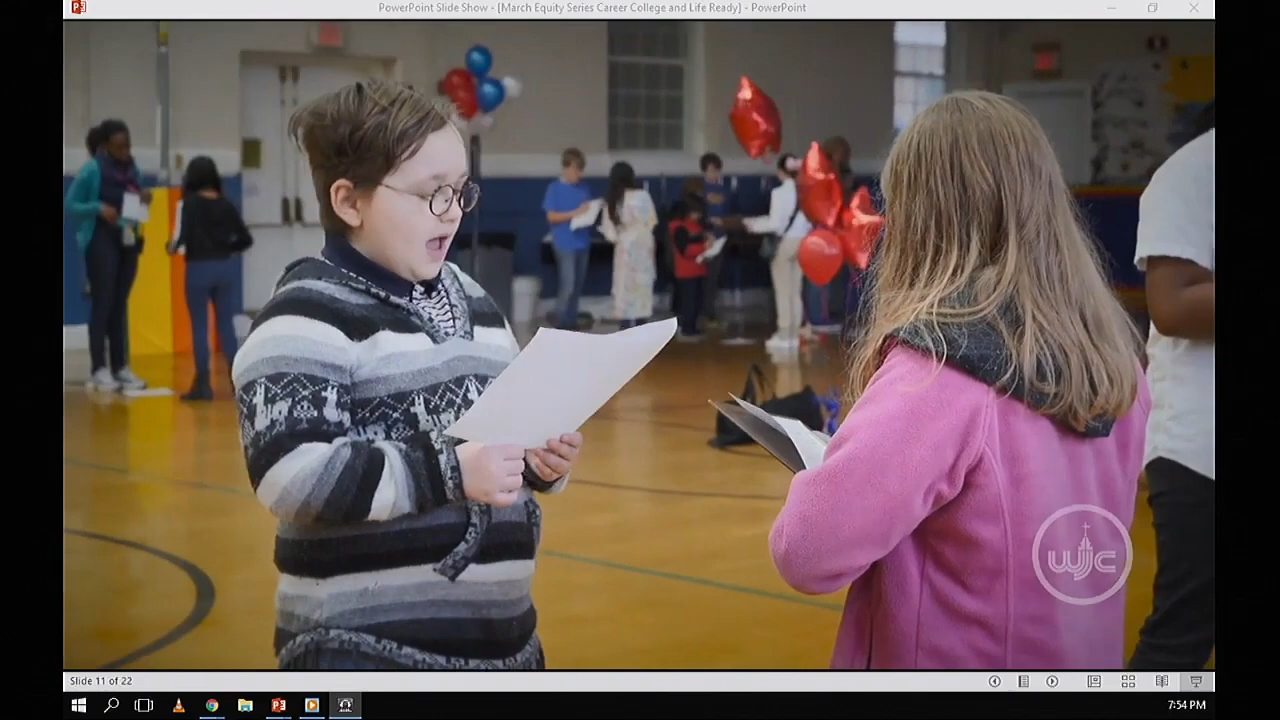 PowerPoint Slide Show - [March Equity Series Career College and Life Ready] - PowerPoint
wjc
Slide 11 of 22
7:54 PM